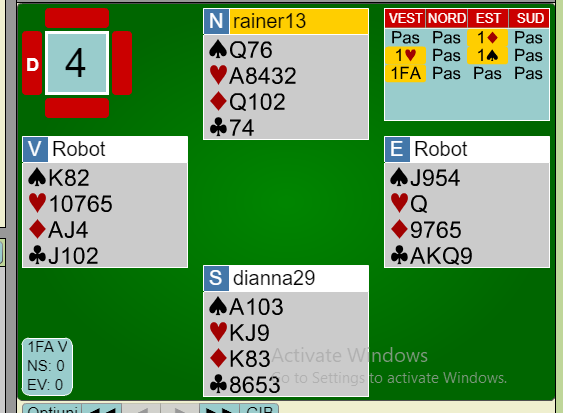 D 4
N rainer13
♠Q76
♥A8432
♦Q102
♣74
VEST NORD EST SUD
Pas Pas 1♦ Pas
1♥ Pas 1♠ Pas
1FA Pas Pas Pas
V Robot
♠K82
♥10765
♦AJ4
♣J102
E Robot
♠J954
♥Q
♦9765
♣AKQ9
S dianna29
♠A103
♥KJ9
♦K83
♣8653
1FA V
NS: 0
EV: 0
Activate Windows
Go to Settings to activate Windows.
Optiuni
GIB